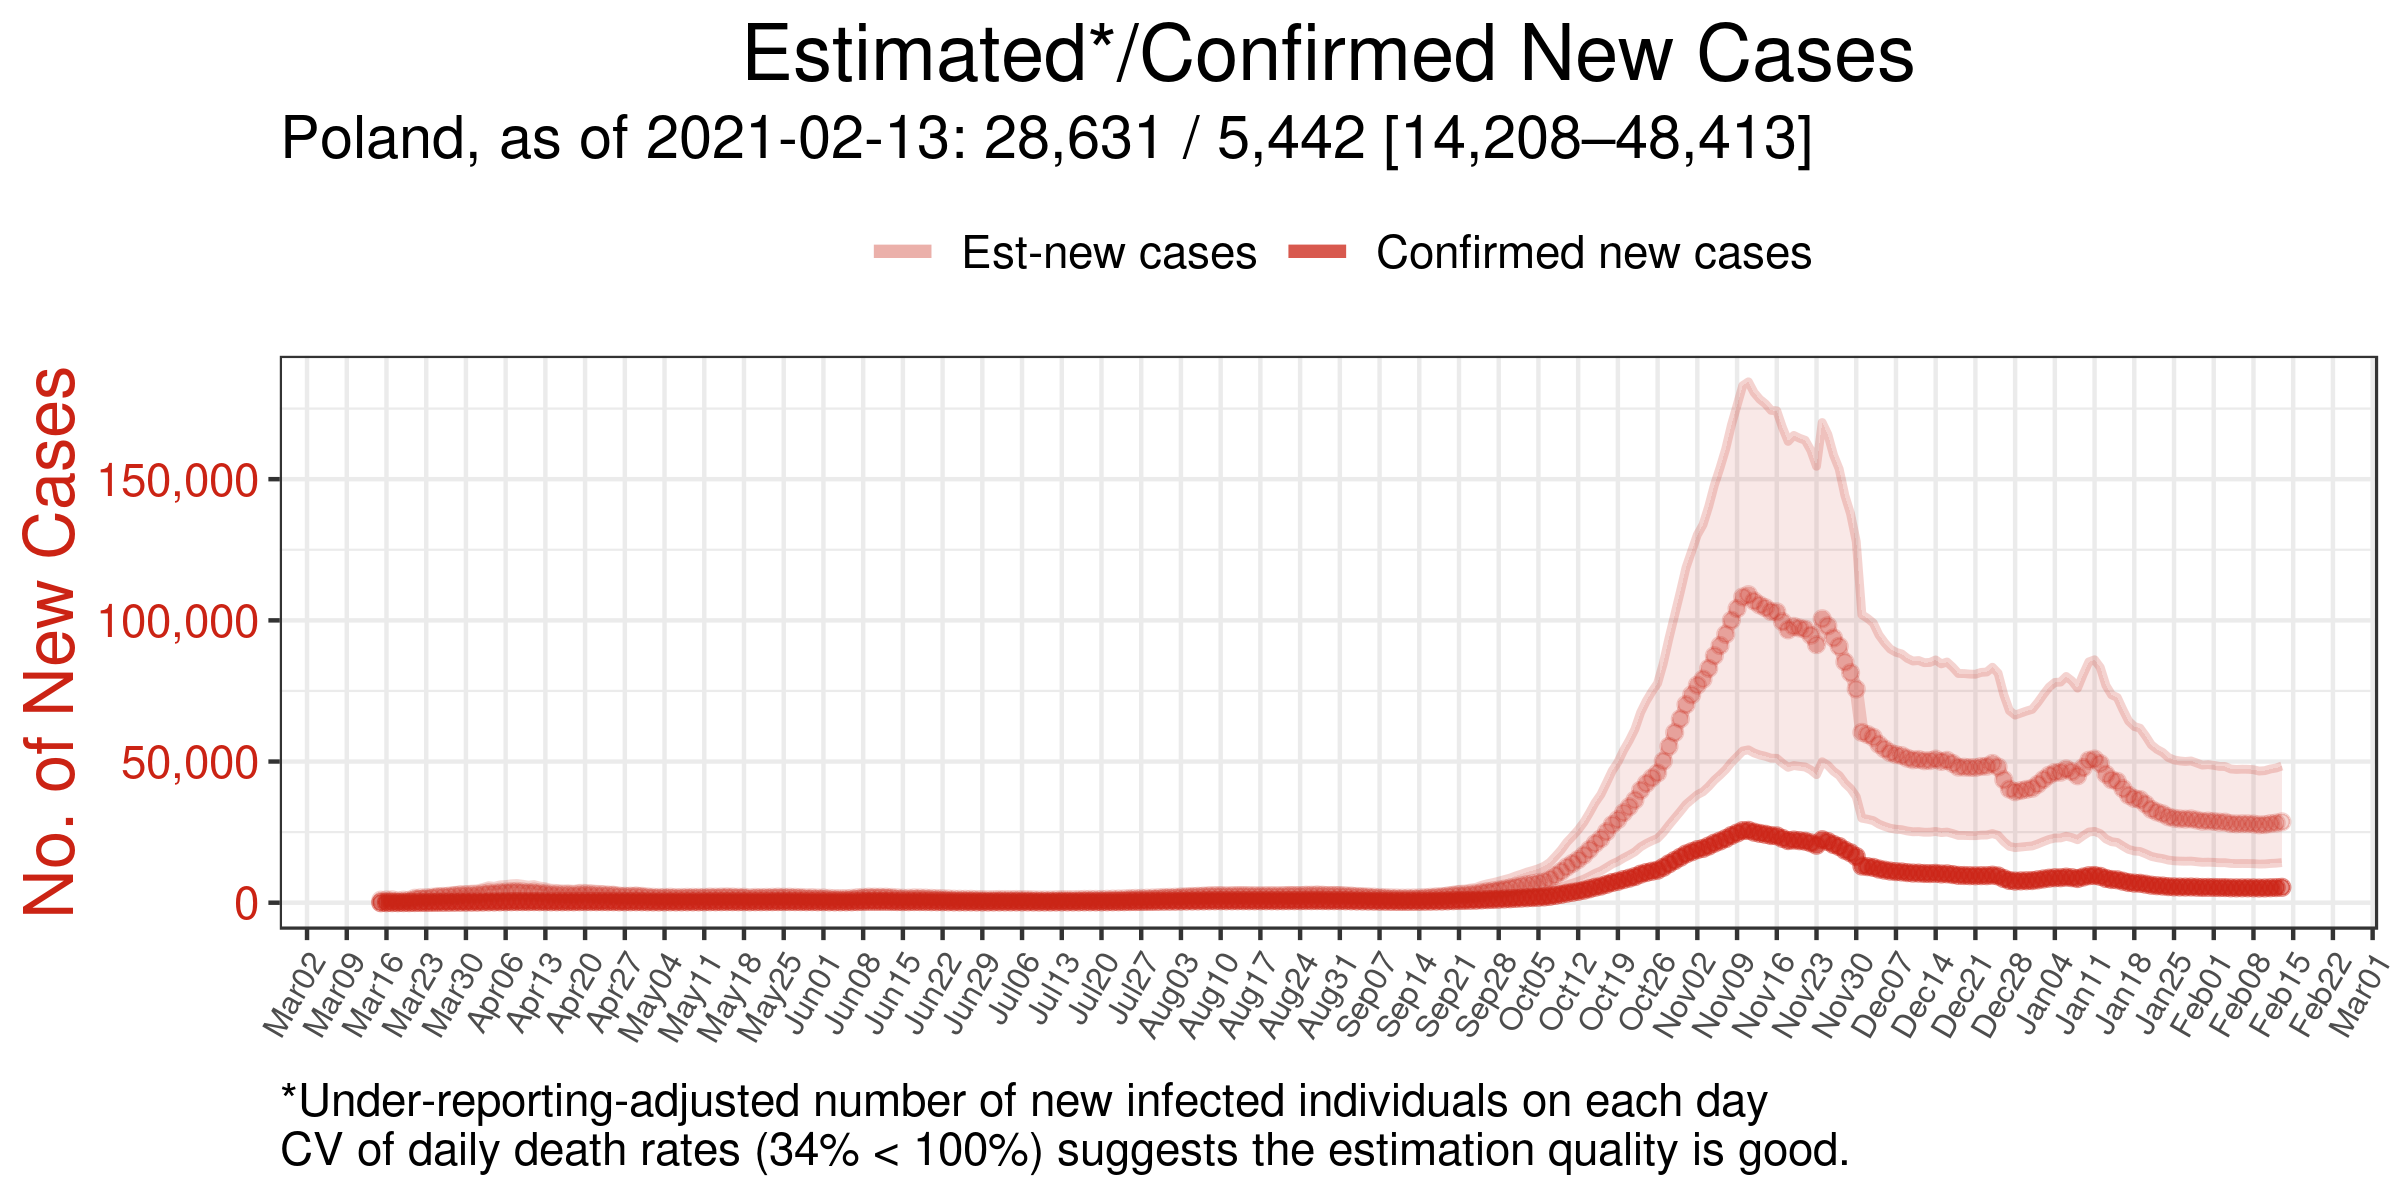 Estimated*/Confirmed New Cases
Poland, as of 2021-02-13: 28,631 / 5,442 [14,208–48,413]
Est-new cases Confirmed new cases
No. of New Cases
150,000
100,000
50,000
0
Mar02 Mar09 Mar16 Mar23 Mar30 Apr06 Apr13 Apr20 Apr27 May04 May11 May18 May25 Jun01 Jun08 Jun15 Jun22 Jun29 Jul06 Jul13 Jul20 Jul27 Aug03 Aug10 Aug17 Aug24 Aug31 Sep07 Sep14 Sep21 Sep28 Oct05 Oct12 Oct19 Oct26 Nov02 Nov09 Nov16 Nov23 Nov30 Dec07 Dec14 Dec21 Dec28 Jan04 Jan11 Jan18 Jan25 Feb01 Feb08 Feb15 Feb22 Mar01
*Under-reporting-adjusted number of new infected individuals on each day
CV of daily death rates (34% < 100%) suggests the estimation quality is good.